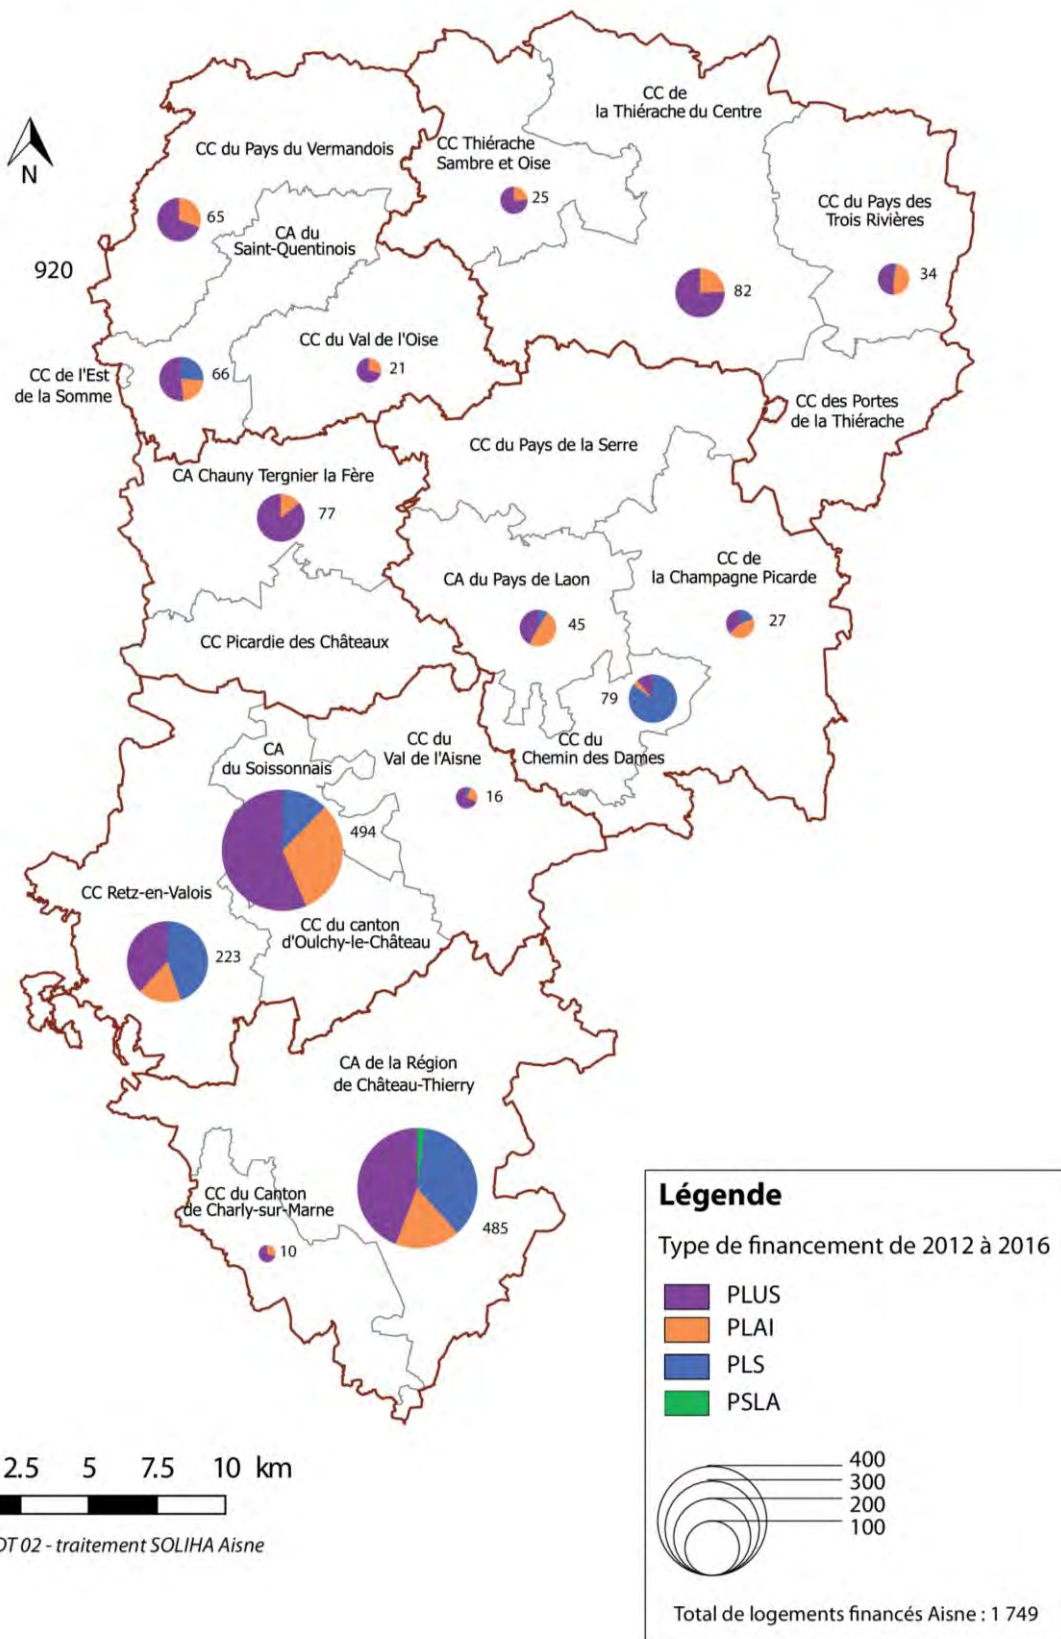 CC de
la Thiérache du Centre
CC du Pays du Vermandois
CC Thiérache
Sambre et Oise
N
25
CC du Pays des
Trois Rivières
65
CA du
Saint-Quentinois
920
82
34
CC du Val de l'Oise
21
CC de l'Est
de la Somme
66
CC des Portes
de la Thiérache
CC du Pays de la Serre
CA Chauny Tergnier la Fère
77
CC de
la Champagne Picarde
CA du Pays de Laon
45
27
CC Picardie des Châteaux
79
CC du
Chemin des Dames
CA
du Soissonnais
CC du
Val de l'Aisne
16
494
CC Retz-en-Valois
223
CC du canton
d'Oulchy-le-Château
CA de la Région
de Château-Thierry
485
CC du Canton
de Charly-sur-Marne
10
Légende
Type de financement de 2012 à 2016
PLUS
PLAI
PLS
PSLA
400
300
200
100
Total de logements financés Aisne : 1 749
2.5 5 7.5 10 km
02 - traitement SOLIHA Aisne